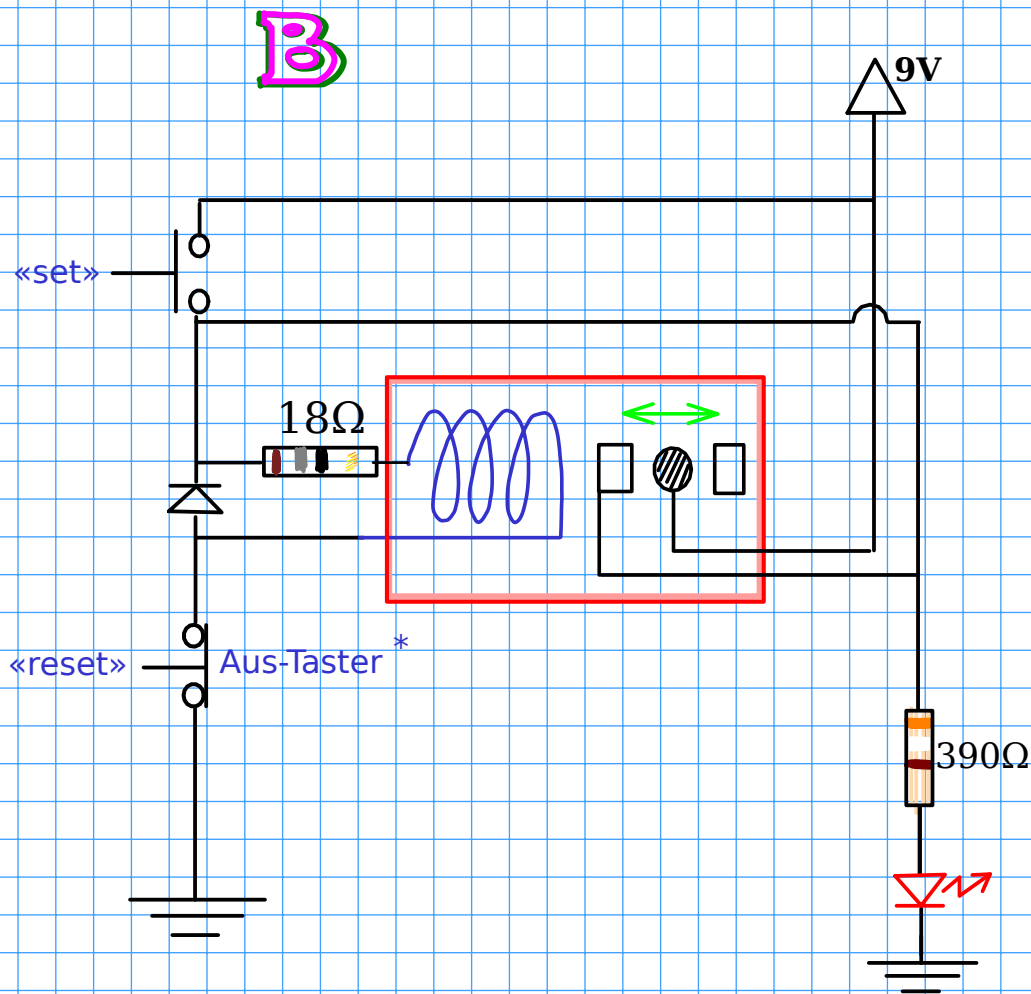 B
9V
«set»
18Ω
«reset» Aus-Taster *
390Ω